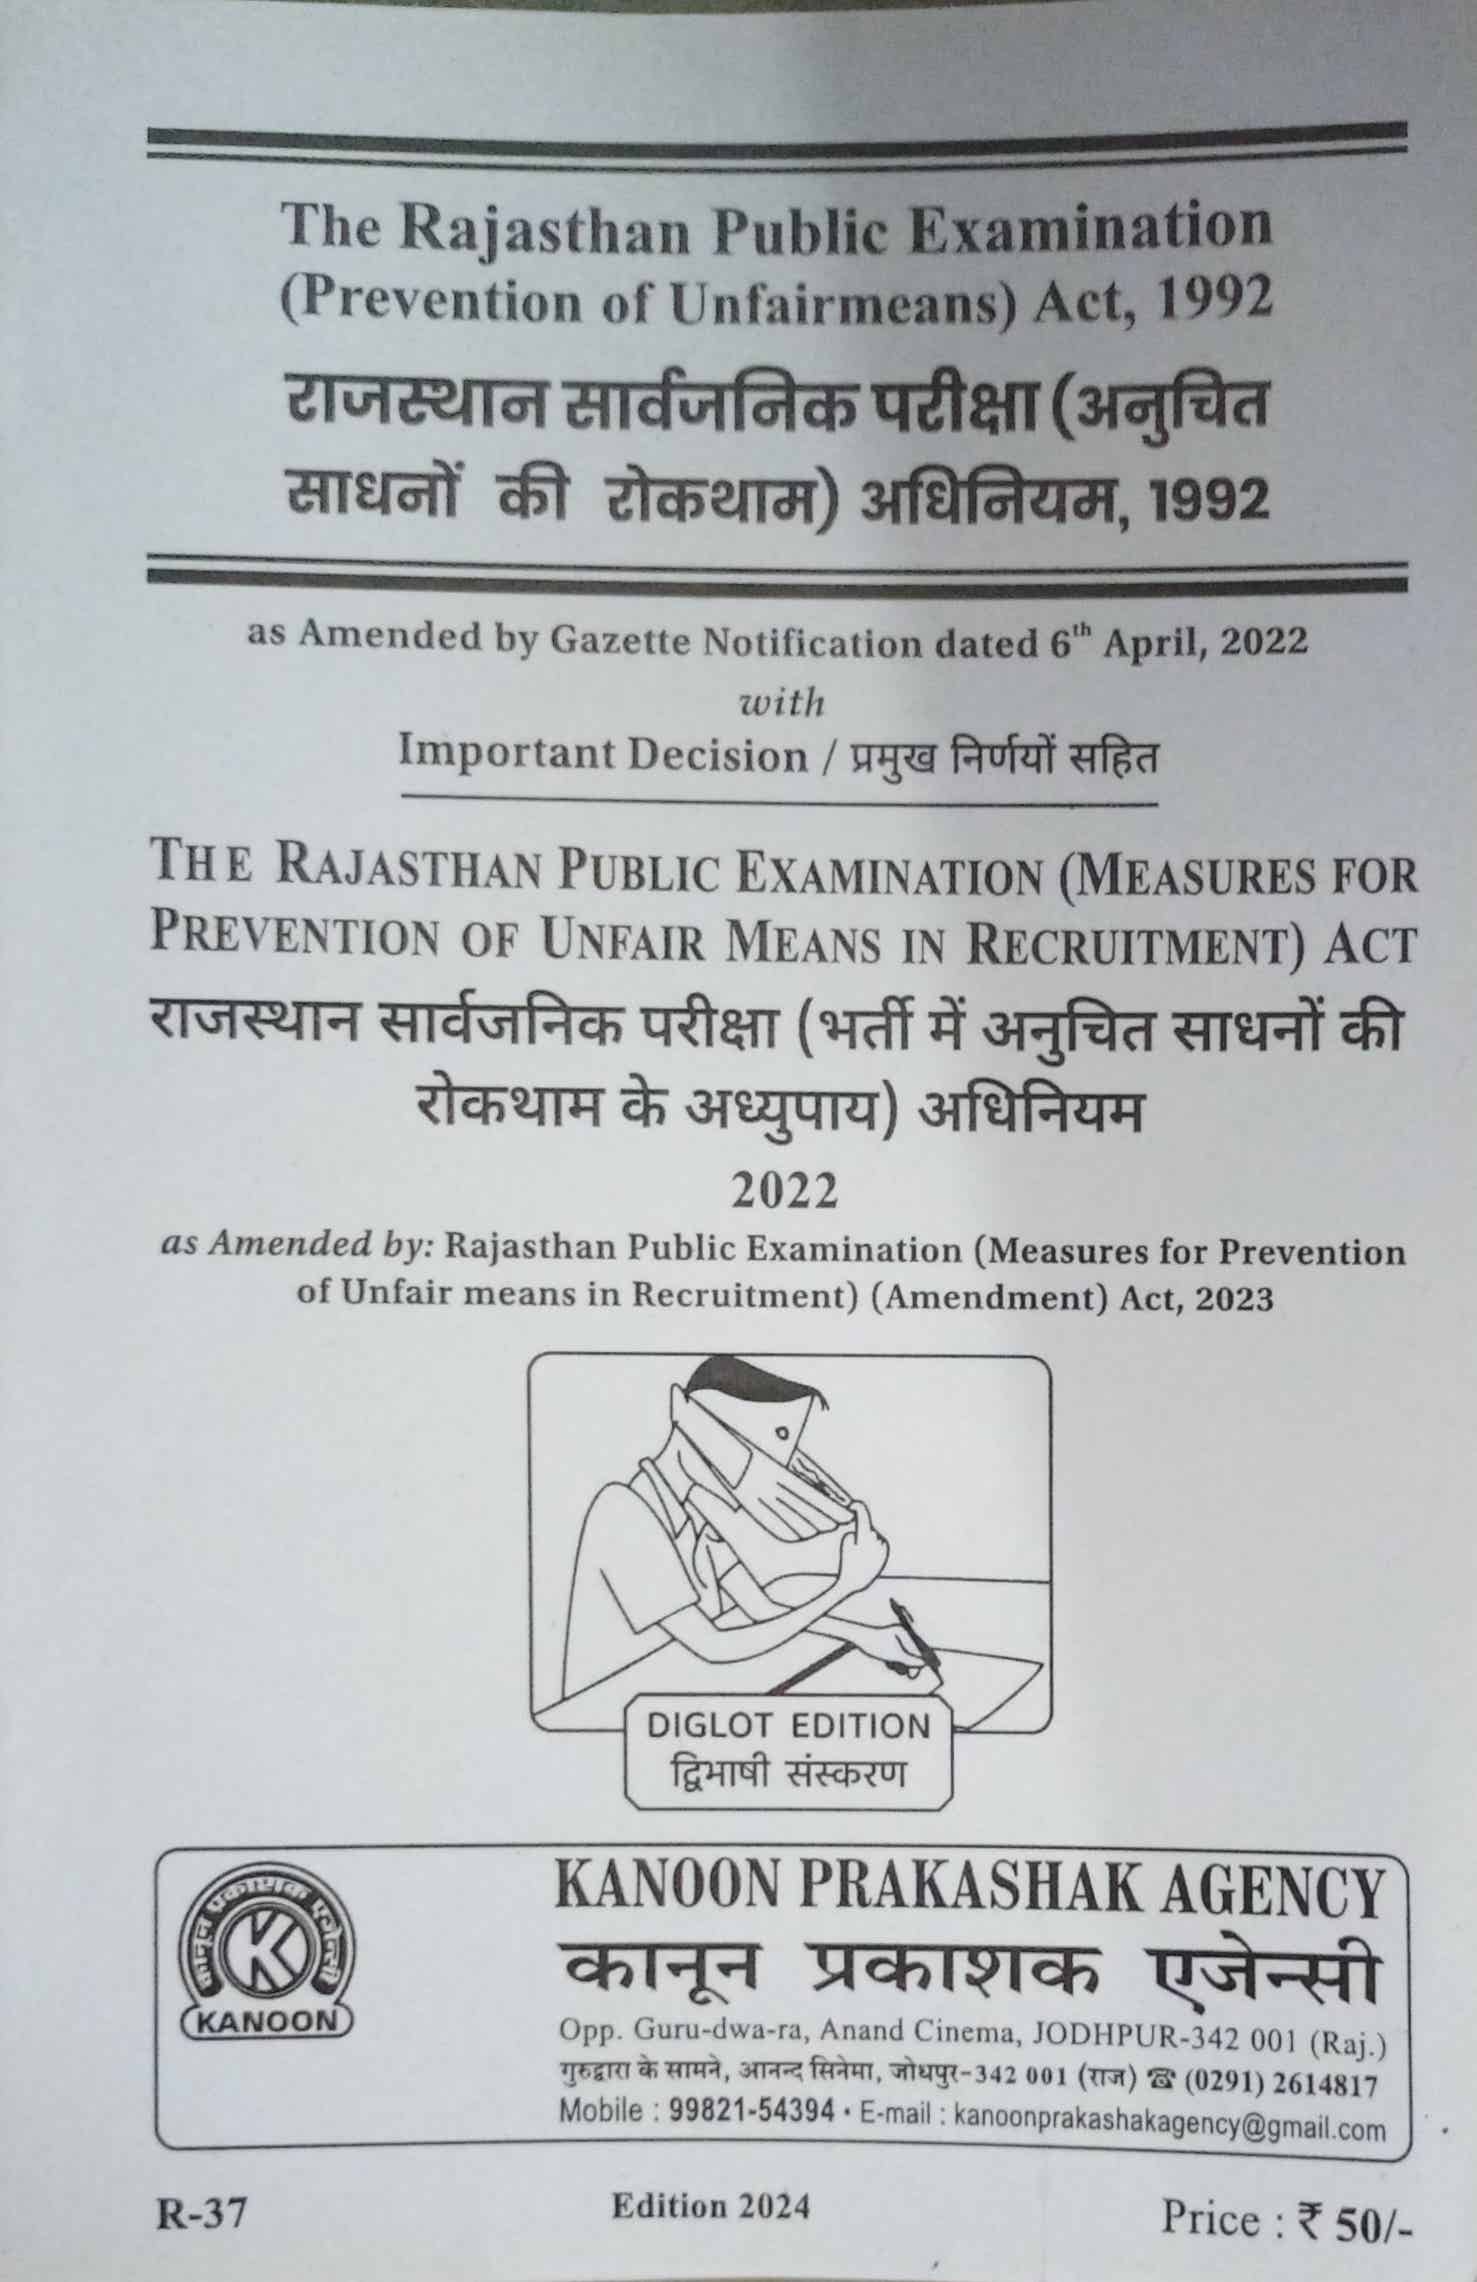 The Rajasthan Public Examination
(Prevention of Unfairmeans) Act, 1992
राजस्थान सार्वजनिक परीक्षा (अनुचित
साधनों की रोकथाम) अधिनियम, 1992
as Amended by Gazette Notification dated 6th April, 2022
with
Important Decision / प्रमुख निर्णयों सहित
THE RAJASTHAN PUBLIC EXAMINATION (MEASURES FOR
PREVENTION OF UNFAIR MEANS IN RECRUITMENT) ACT
राजस्थान सार्वजनिक परीक्षा (भर्ती में अनुचित साधनों की
रोकथाम के अध्युपाय) अधिनियम
2022
as Amended by: Rajasthan Public Examination (Measures for Prevention
of Unfair means in Recruitment) (Amendment) Act, 2023
DIGLOT EDITION
द्विभाषी संस्करण
कानून प्रकाशक एजेन्सी
K
KANOON
KANOON PRAKASHAK AGENCY
कानून प्रकाशक एजेन्सी
Opp. Guru-dwa-ra, Anand Cinema, JODHPUR-342 001 (Raj.)
गुरुद्वारा के सामने, आनन्द सिनेमा, जोधपुर-342 001 (राज) ☎ (0291) 2614817
Mobile : 99821-54394 • E-mail : kanoonprakashakagency@gmail.com
R-37
Edition 2024
Price : ₹ 50/-